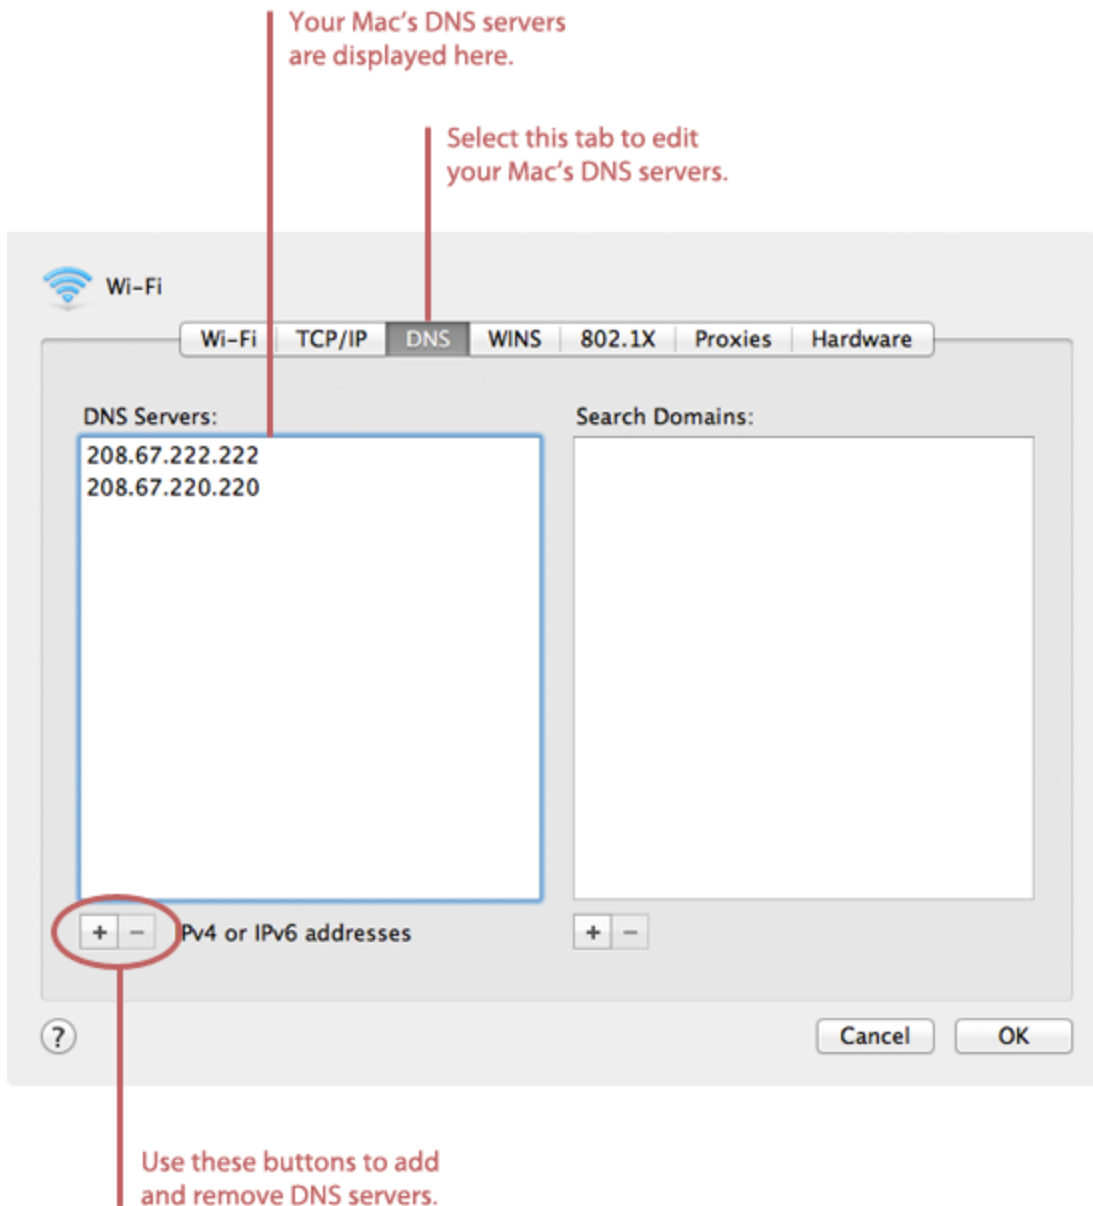 Your Mac's DNS servers
are displayed here.
Select this tab to edit
your Mac's DNS servers.
Wi-Fi
Wi-Fi TCP/IP DNS WINS 802.1X Proxies Hardware
DNS Servers:
Search Domains:
208.67.222.222
208.67.220.220
+ −
Pv4 or IPv6 addresses
+ −
?
Cancel
OK
Use these buttons to add
and remove DNS servers.